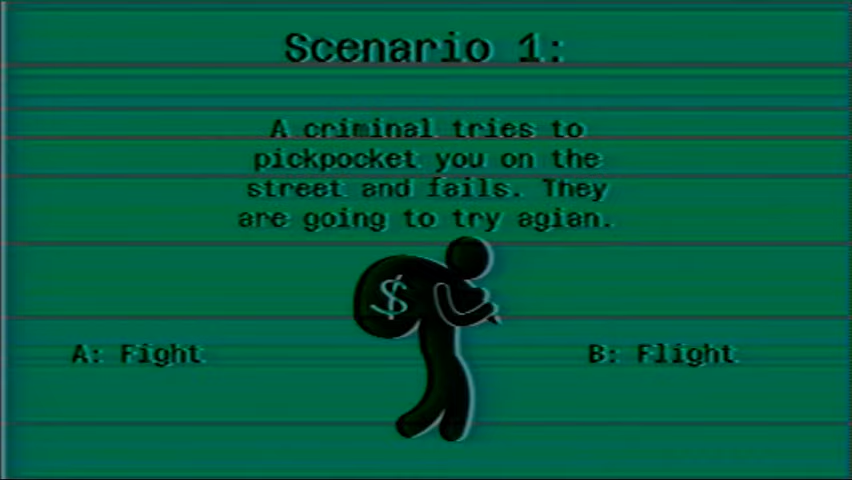 Scenario 1:
A criminal tries to
pickpocket you on the
street and fails. They
are going to try agian.
$
A: Fight
B: Flight